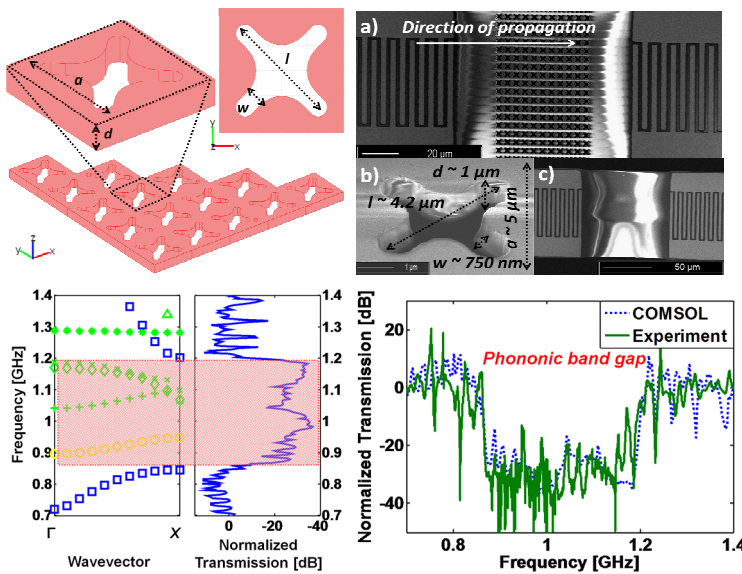 a
d
y
z
x
l
w
z
y
x
a)
Direction of propagation
20 µm
b)
d ~ 1 µm
l ~ 4.2 µm
a ~ 5 µm
w ~ 750 nm
1µm
c)
50 µm
Frequency [GHz]
1.4
1.3
1.2
1.1
1
0.9
0.8
0.7
Γ
X
Wavevector
1.4
1.3
1.2
1.1
1
0.9
0.8
0.7
0
-20
-40
Normalized
Transmission [dB]
Normalized Transmission [dB]
20
0
-20
-40
COMSOL
Experiment
Phononic band gap
0.8
1
1.2
1.4
Frequency [GHz]